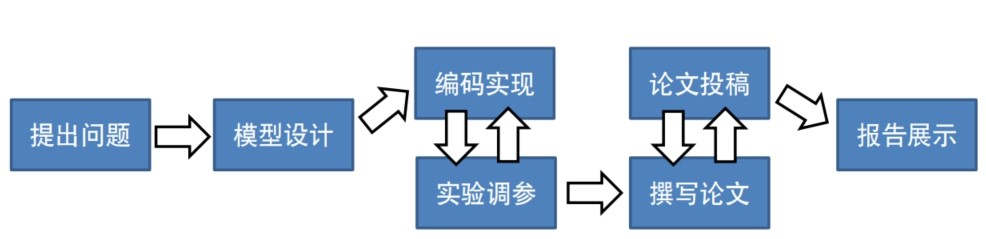 提出问题
模型设计
编码实现
实验调参
论文投稿
撰写论文
报告展示